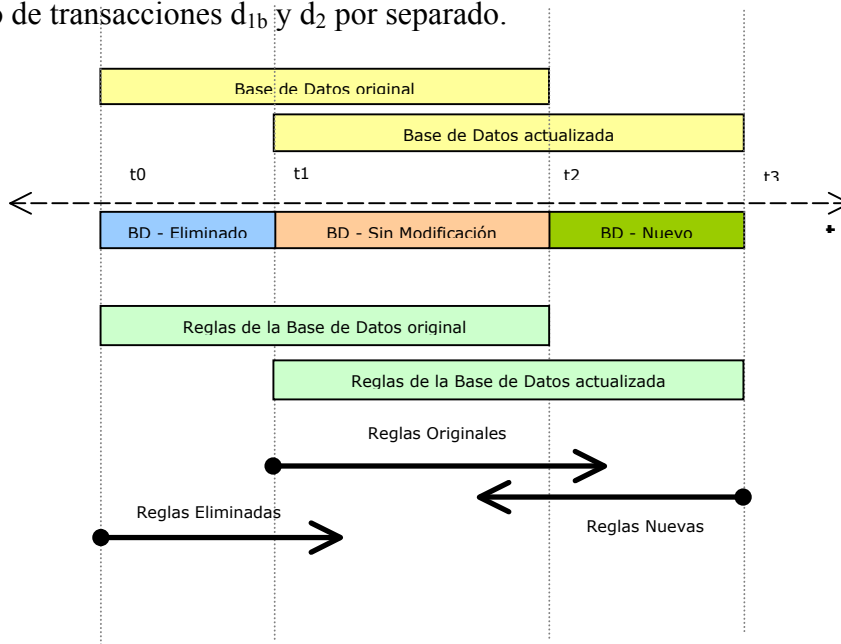 de transacciones d1b y d2 por separado.
Base de Datos original
Base de Datos actualizada
t0
t1
t2
t3
BD - Eliminado
BD - Sin Modificación
BD - Nuevo
Reglas de la Base de Datos original
Reglas de la Base de Datos actualizada
Reglas Originales
Reglas Eliminadas
Reglas Nuevas